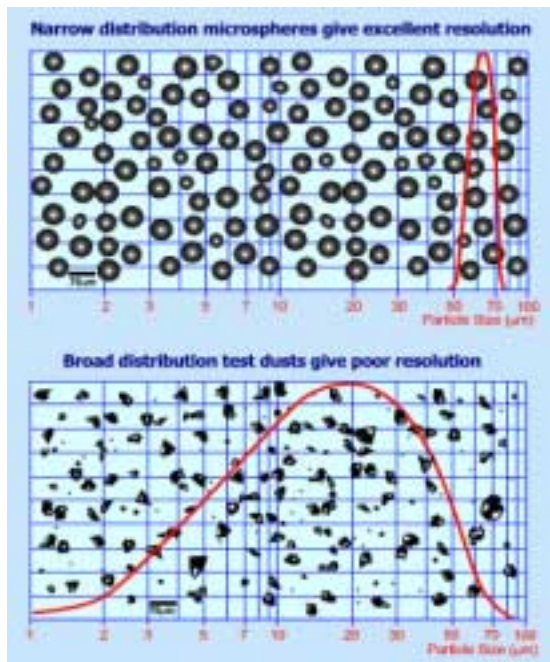 Narrow distribution microspheres give excellent resolution
1 2 3 5 7 10 20 30 50 70 100
Particle Size (µm)
Broad distribution test dusts give poor resolution
1 2 3 5 7 10 20 30 50 70 100
Particle Size (µm)